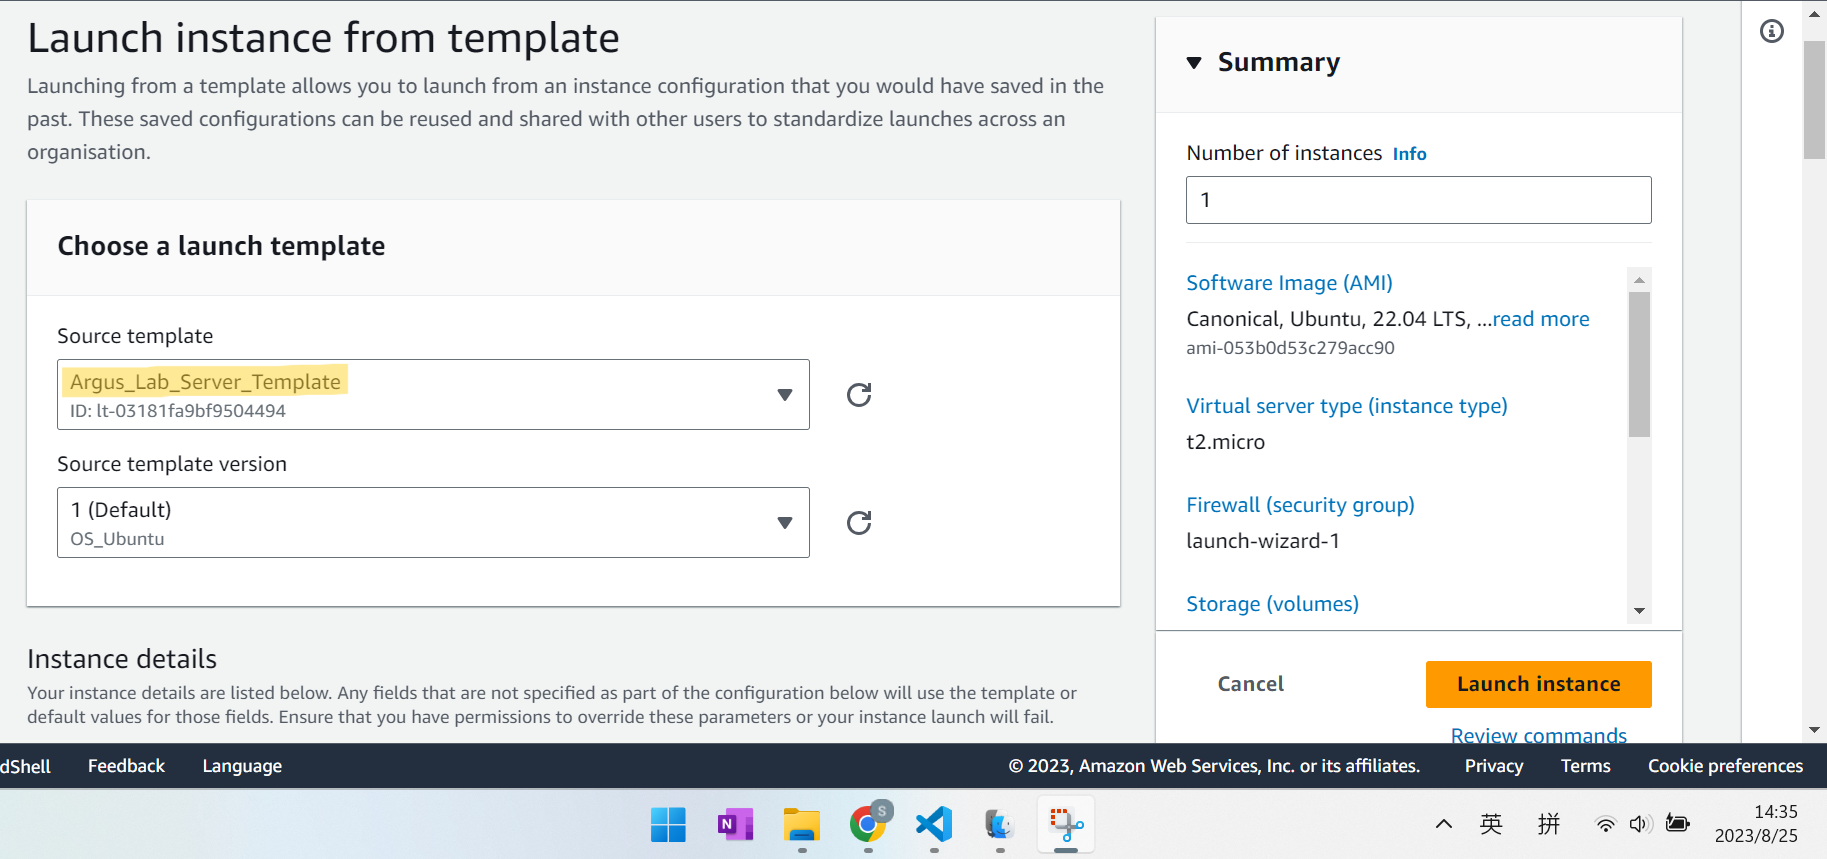 Launch instance from template
Launching from a template allows you to launch from an instance configuration that you would have saved in the
past. These saved configurations can be reused and shared with other users to standardize launches across an
organisation.
Choose a launch template
Source template
Argus_Lab_Server_Template
ID: lt-03181fa9bf9504494
Source template version
1 (Default)
OS_Ubuntu
Instance details
Your instance details are listed below. Any fields that are not specified as part of the configuration below will use the template or
default values for those fields. Ensure that you have permissions to override these parameters or your instance launch will fail.
Summary
Number of instances Info
1
Software Image (AMI)
Canonical, Ubuntu, 22.04 LTS, ...read more
ami-053b0d53c279acc90
Virtual server type (instance type)
t2.micro
Firewall (security group)
launch-wizard-1
Storage (volumes)
Cancel
Launch instance
Review commands
dShell Feedback Language © 2023, Amazon Web Services, Inc. or its affiliates. Privacy Terms Cookie preferences
N S 英 拼 14:35
2023/8/25